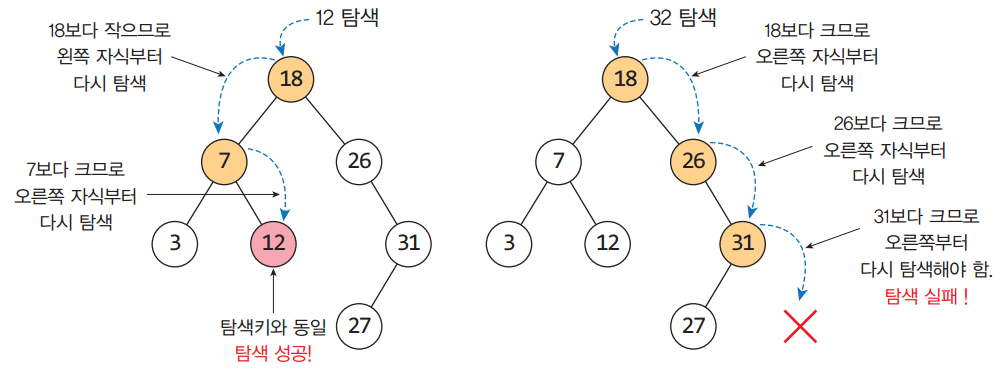 12 탐색
18보다 작으므로
왼쪽 자식부터
다시 탐색
18
7
26
7보다 크므로
오른쪽 자식부터
다시 탐색
3
12
31
27
탐색키와 동일
탐색 성공!
32 탐색
18보다 크므로
오른쪽 자식부터
다시 탐색
18
26보다 크므로
오른쪽 자식부터
다시 탐색
7
26
31보다 크므로
오른쪽부터
다시 탐색해야 함.
탐색 실패 !
3
12
31
27